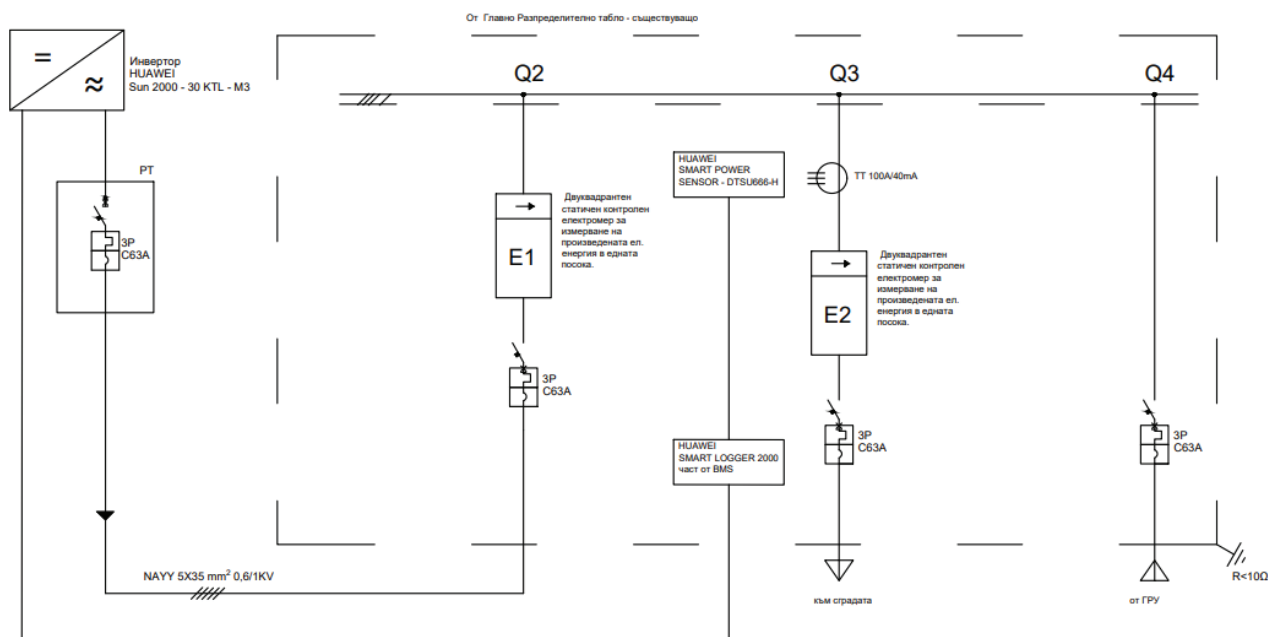 От Главно Разпределително табло - съществуващо
=
≈
Инвертор
HUAWEI
Sun 2000 - 30 KTL - M3
Q2
Q3
Q4
РТ
3P
C63A
HUAWEI
SMART POWER
SENSOR - DTSU666-H
ТТ 100А/40mA
E1
Двуквадрантен
статичен контролен
електромер за
измерване на
произведената ел.
енергия в едната
посока.
E2
Двуквадрантен
статичен контролен
електромер за
измерване на
произведената ел.
енергия в едната
посока.
3P
C63A
HUAWEI
SMART LOGGER 2000
част от BMS
3P
C63A
3P
C63A
NAYY 5X35 mm² 0,6/1KV
към сградата
от ГРУ
R<10Ω